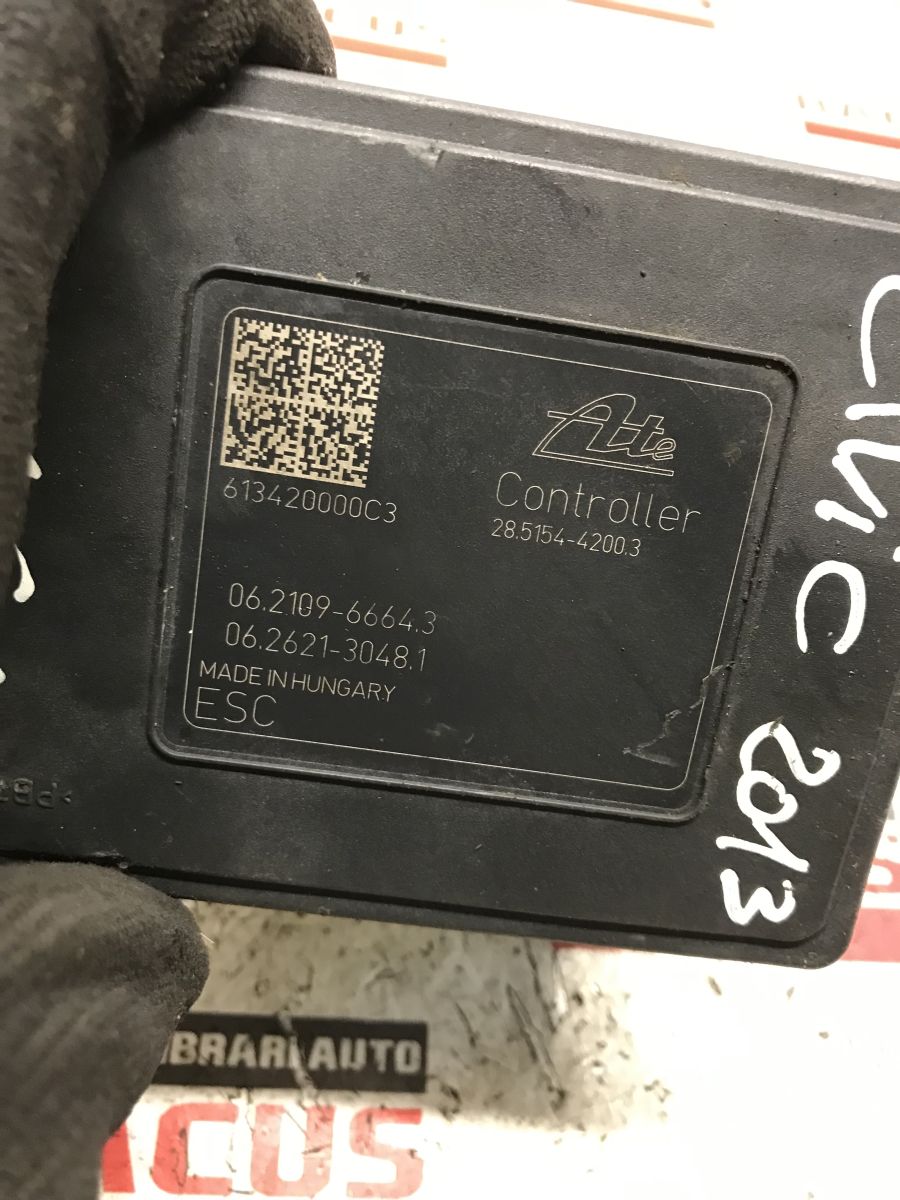 613420000C3
Ate
Controller
28.5154-4200.3
06.2109-6664.3
06.2621-3048.1
MADE IN HUNGARY
ESC
CIVIC 2013